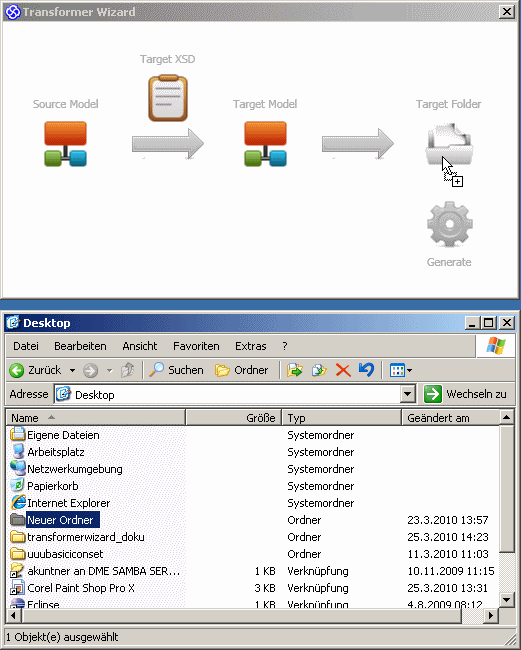 Transformer Wizard
Target XSD
Source Model
Target Model
Target Folder
Generate
Desktop
Datei Bearbeiten Ansicht Favoriten Extras ?
Zurück Suchen Ordner
Adresse Desktop Wechseln zu
Name Größe Typ Geändert am
Eigene Dateien Systemordner
Arbeitsplatz Systemordner
Netzwerkumgebung Systemordner
Papierkorb Systemordner
Internet Explorer Systemordner
Neuer Ordner Ordner 23.3.2010 13:57
transformerwizard_doku Ordner 25.3.2010 14:23
uuubasiciconset Ordner 11.3.2010 11:03
akuntner an DME SAMBA SER... 1 KB Verknüpfung 10.11.2009 11:15
Corel Paint Shop Pro X 3 KB Verknüpfung 25.3.2010 13:31
Eclipse 1 KB Verknüpfung 4.8.2009 08:12
1 Objekt(e) ausgewählt